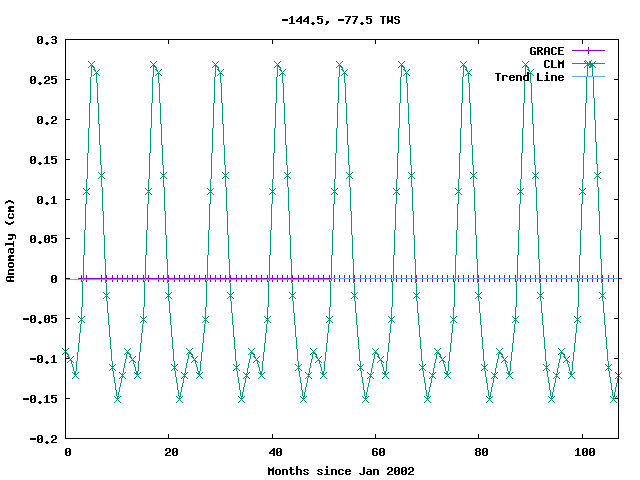 -144.5, -77.5 TWS
GRACE
CLM
Trend Line
0.3
0.25
0.2
0.15
0.1
0.05
0
-0.05
-0.1
-0.15
-0.2
Anomaly (cm)
0 20 40 60 80 100
Months since Jan 2002